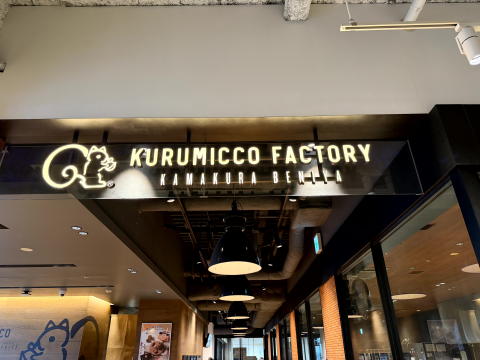 KURUMICCO FACTORY
KAMAKURA BENIYA
®